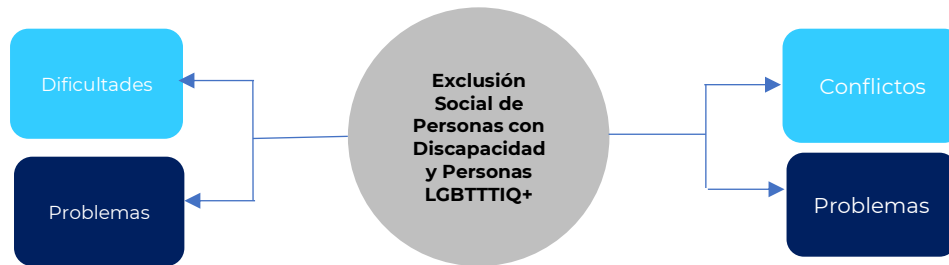 Dificultades
Problemas
Exclusión
Social de
Personas con
Discapacidad
y Personas
LGBTTTIQ+
Conflictos
Problemas